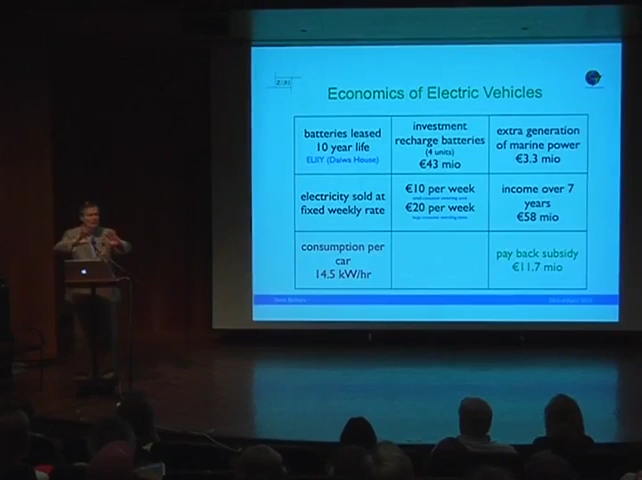 Economics of Electric Vehicles
batteries leased
10 year life
ELIIY (Daiwa House)
investment
recharge batteries
(4 units)
€43 mio
extra generation
of marine power
€3.3 mio
electricity sold at
fixed weekly rate
€10 per week
€20 per week
income over 7
years
€58 mio
consumption per
car
14.5 kW/hr
pay back subsidy
€11.7 mio